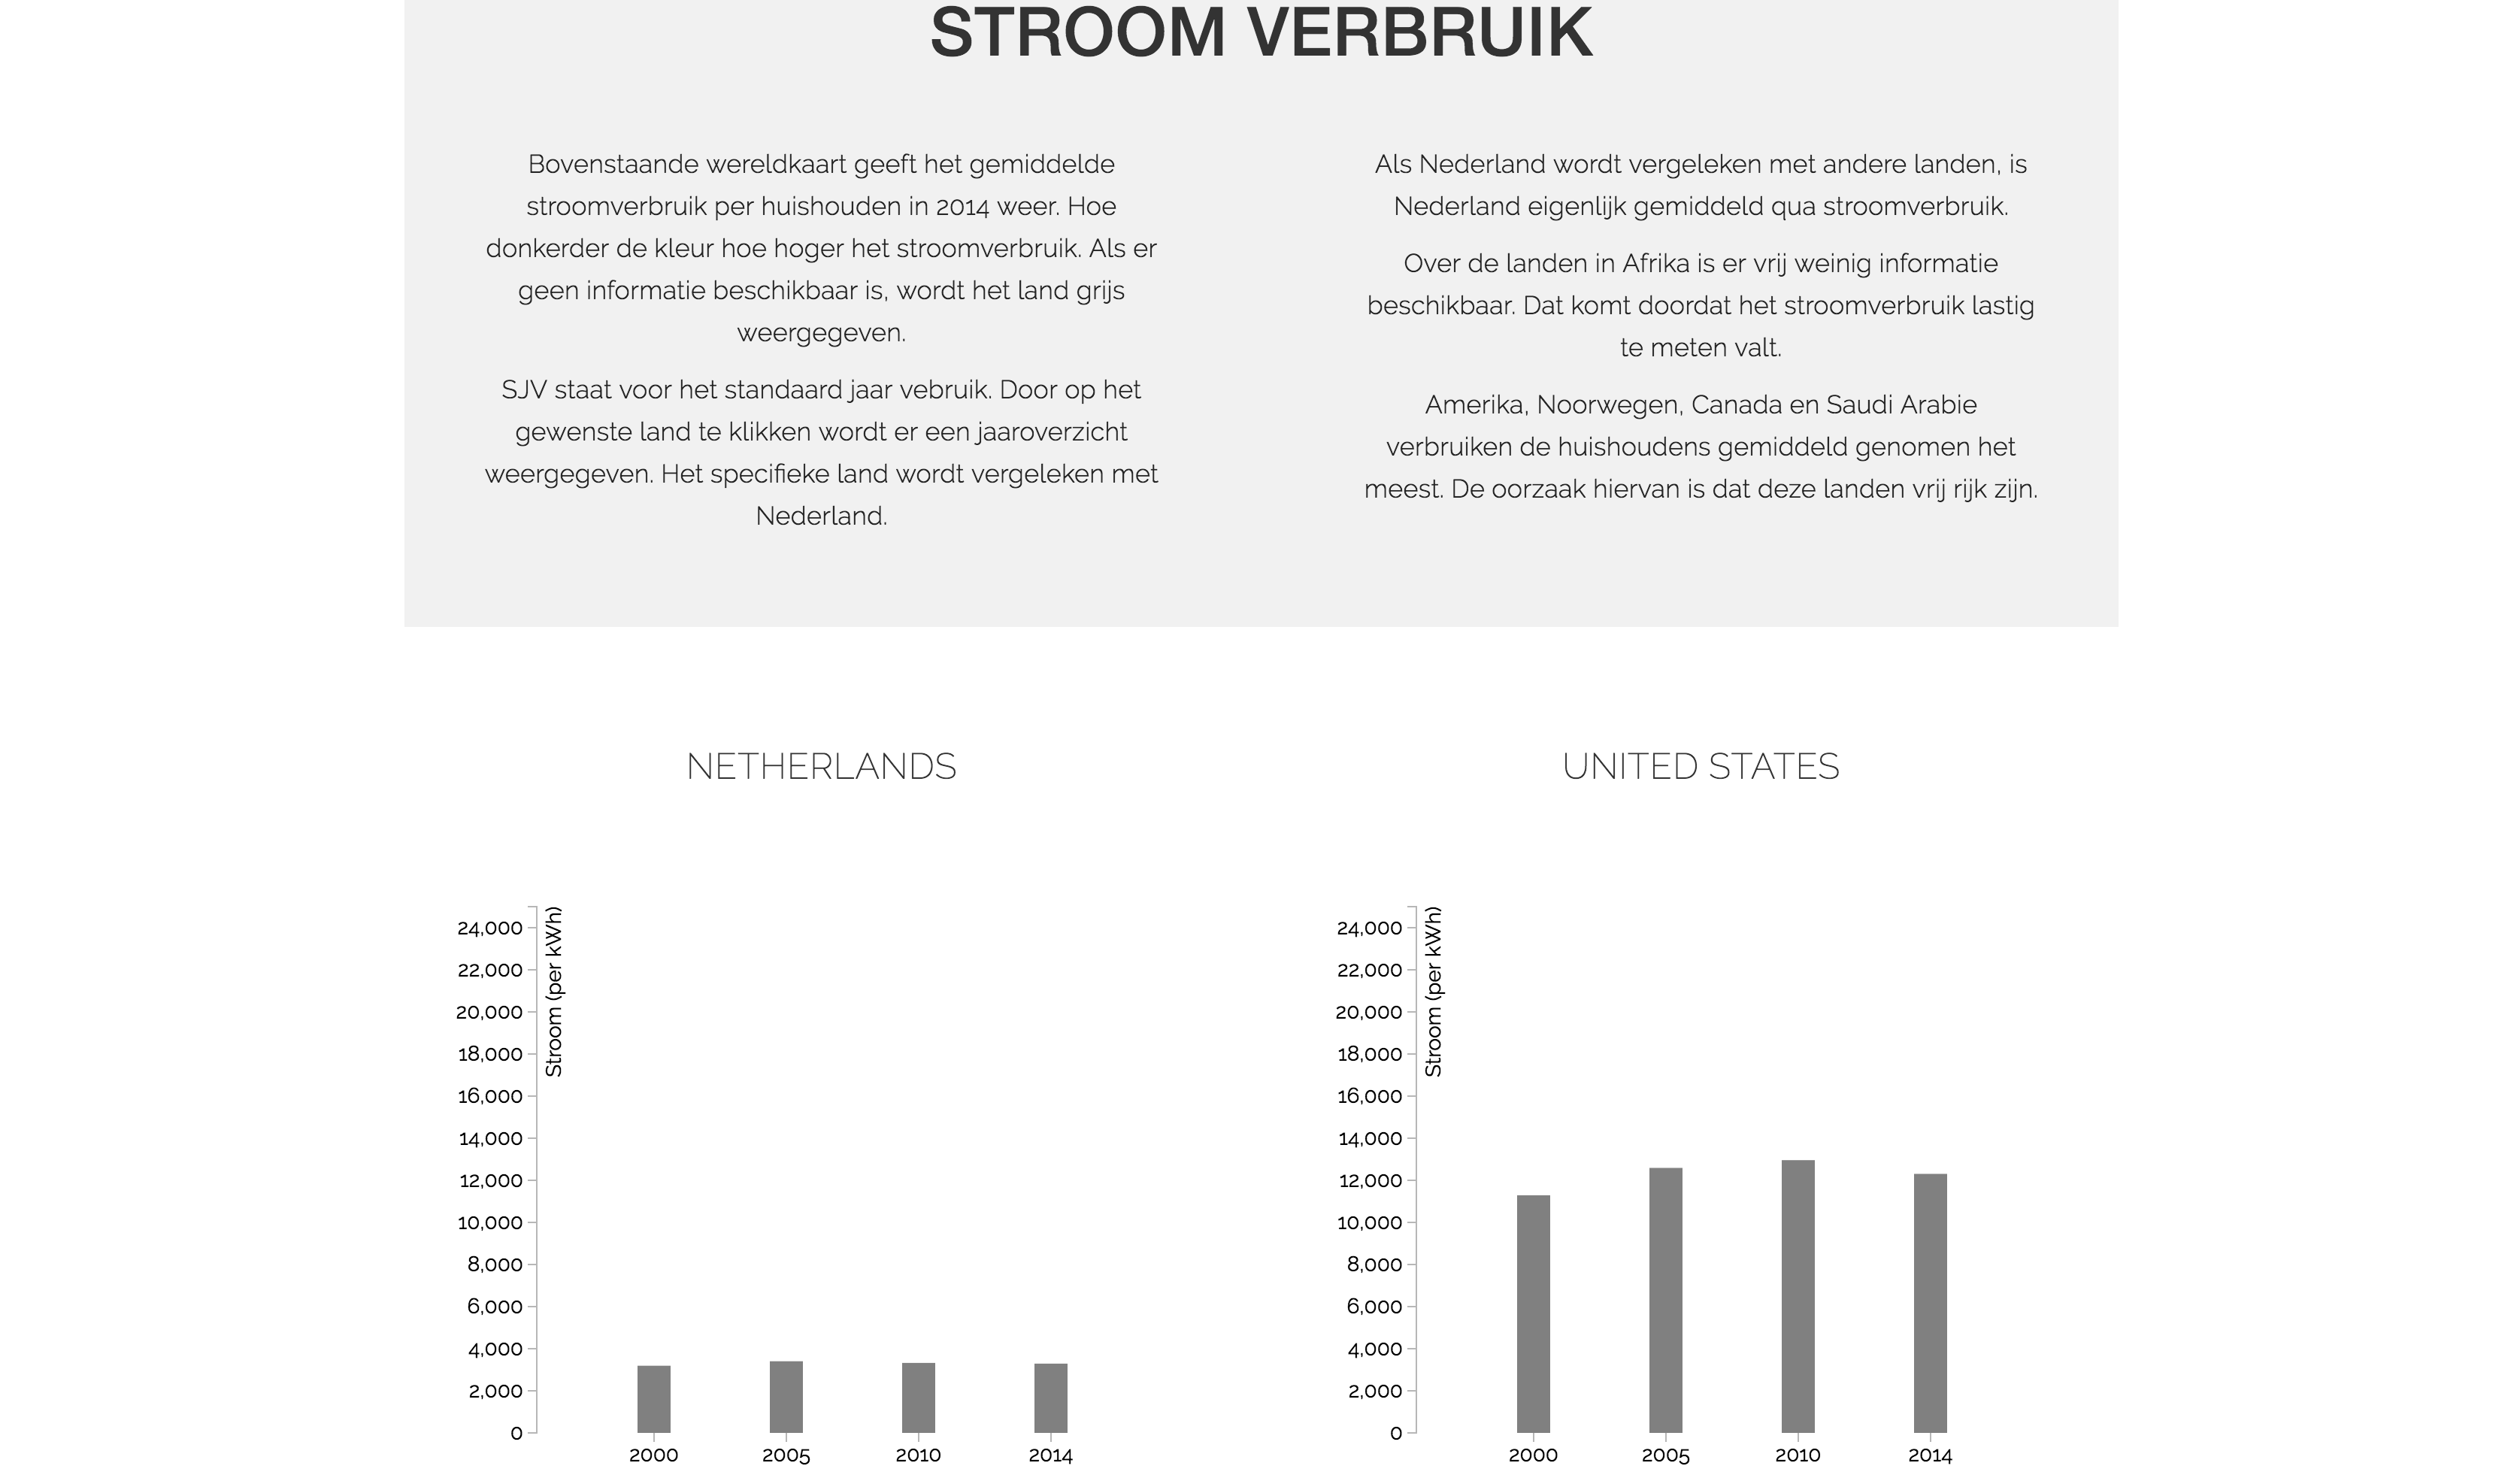 STROOM VERBRUIK
Bovenstaande wereldkaart geeft het gemiddelde
stroomverbruik per huishouden in 2014 weer. Hoe
donkerder de kleur hoe hoger het stroomverbruik. Als er
geen informatie beschikbaar is, wordt het land grijs
weergegeven.
SJV staat voor het standaard jaar vebruik. Door op het
gewenste land te klikken wordt er een jaaroverzicht
weergegeven. Het specifieke land wordt vergeleken met
Nederland.
Als Nederland wordt vergeleken met andere landen, is
Nederland eigenlijk gemiddeld qua stroomverbruik.
Over de landen in Afrika is er vrij weinig informatie
beschikbaar. Dat komt doordat het stroomverbruik lastig
te meten valt.
Amerika, Noorwegen, Canada en Saudi Arabie
verbruiken de huishoudens gemiddeld genomen het
meest. De oorzaak hiervan is dat deze landen vrij rijk zijn.
NETHERLANDS
Stroom (per kWh)
24,000
22,000
20,000
18,000
16,000
14,000
12,000
10,000
8,000
6,000
4,000
2,000
0
2000 2005 2010 2014
UNITED STATES
Stroom (per kWh)
24,000
22,000
20,000
18,000
16,000
14,000
12,000
10,000
8,000
6,000
4,000
2,000
0
2000 2005 2010 2014